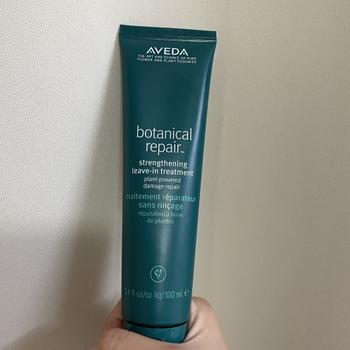 AVEDA
THE ART AND SCIENCE OF PURE
FLOWER AND PLANT ESSENCES
botanical
repair™
strengthening
leave-in treatment
plant-powered
damage repair
traitement réparateur
sans rinçage
réparation à base
de plantes
3.4 fl oz/oz liq/100 ml e